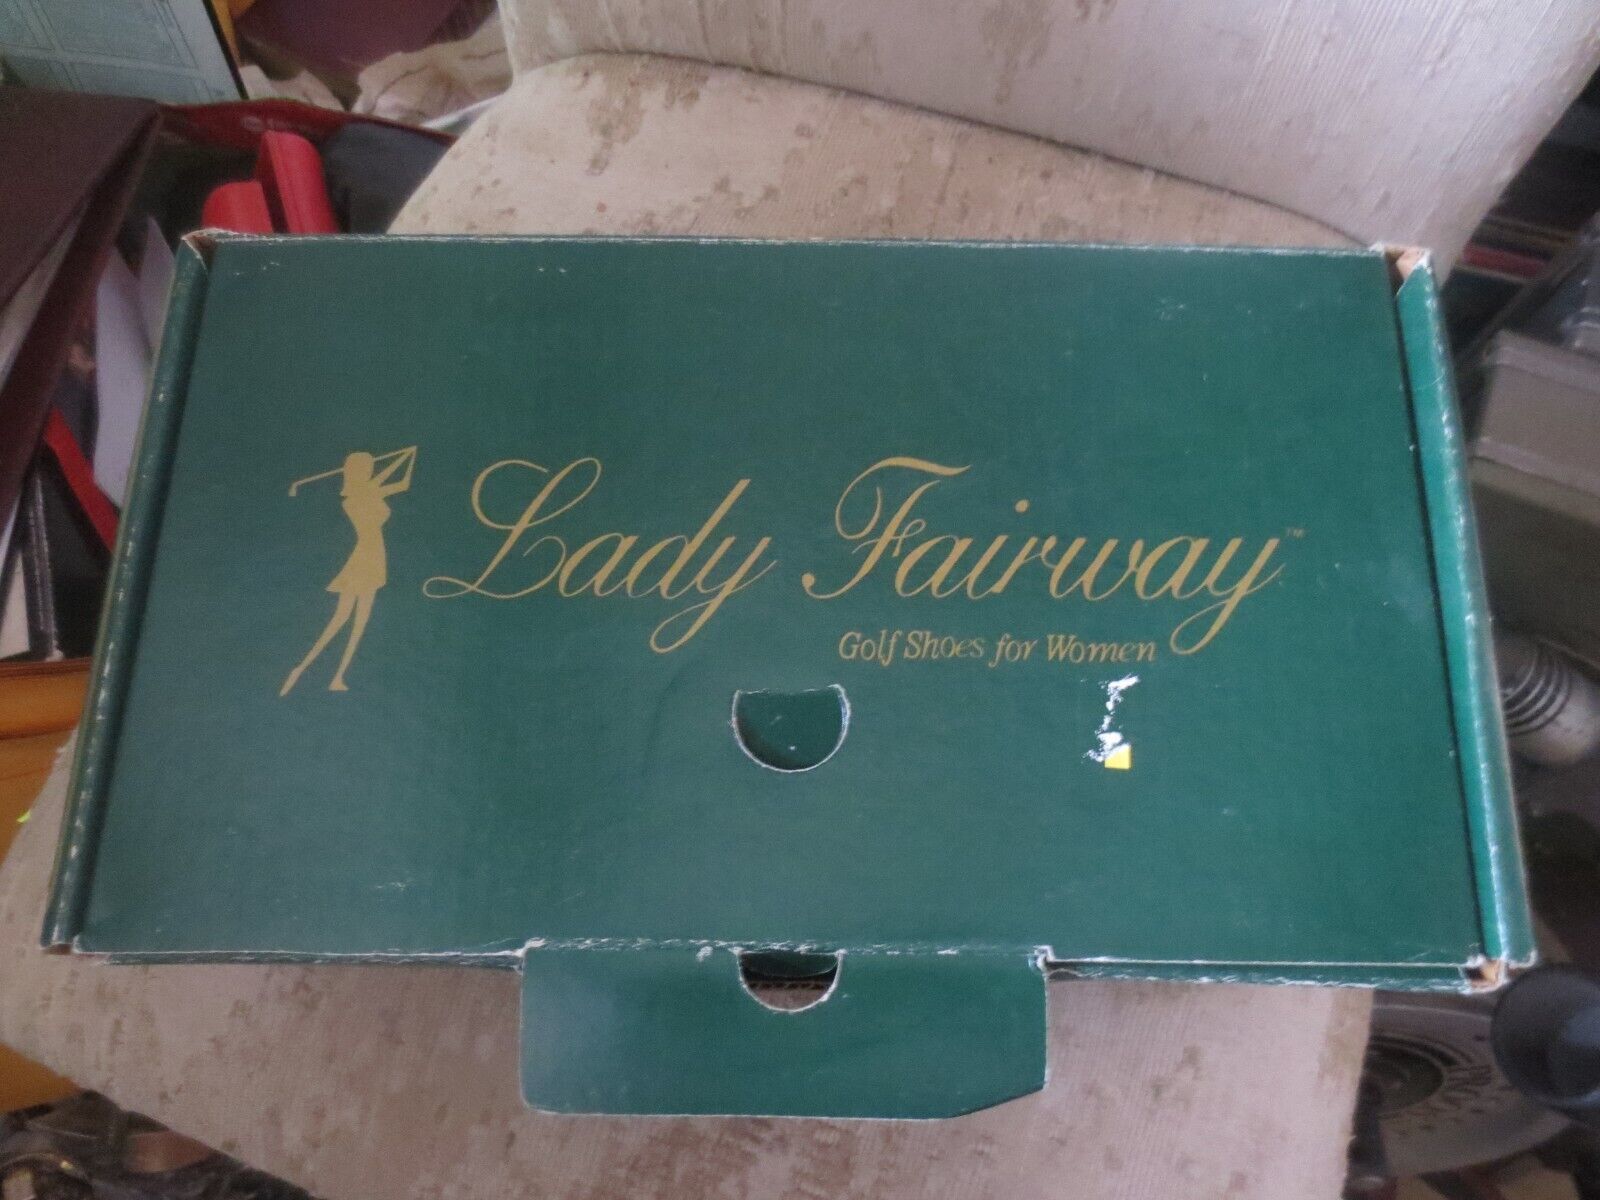 Lady Fairway™
Golf Shoes for Women